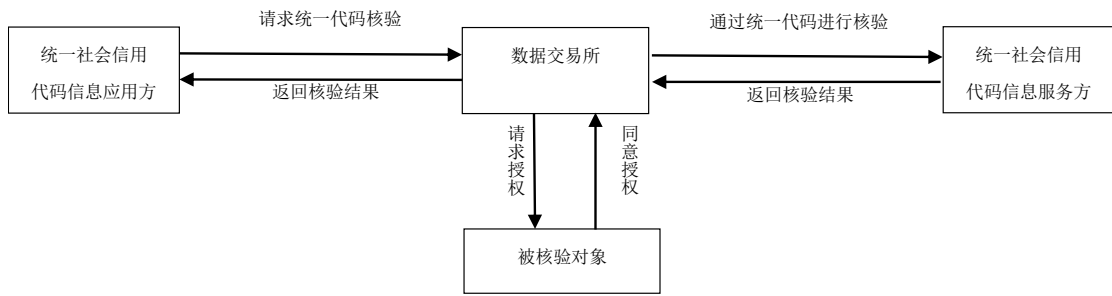 请求统一代码核验
通过统一代码进行核验
统一社会信用
代码信息应用方
数据交易所
统一社会信用
代码信息服务方
返回核验结果
返回核验结果
请求授权
同意授权
被核验对象